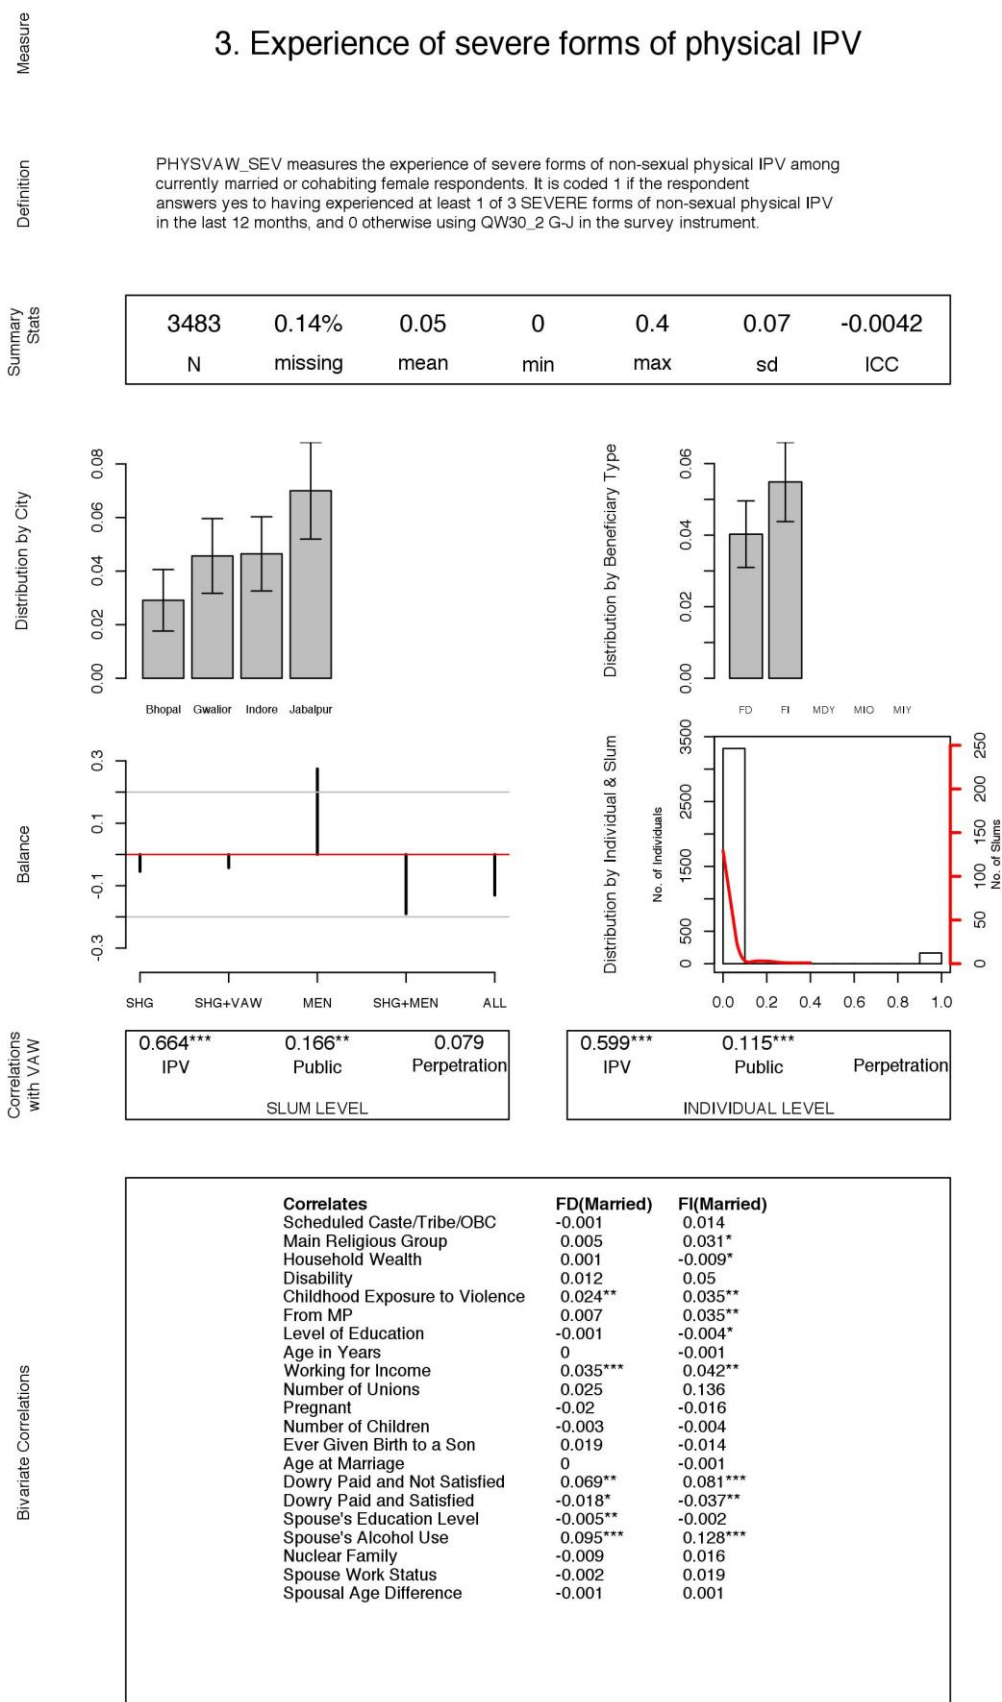 Measure
3. Experience of severe forms of physical IPV
Definition
PHYSVAW_SEV measures the experience of severe forms of non-sexual physical IPV among
currently married or cohabiting female respondents. It is coded 1 if the respondent
answers yes to having experienced at least 1 of 3 SEVERE forms of non-sexual physical IPV
in the last 12 months, and 0 otherwise using QW30_2 G-J in the survey instrument.
Summary
Stats
3483 0.14% 0.05 0 0.4 0.07 -0.0042
N missing mean min max sd ICC
Distribution by City
0.08
0.06
0.04
0.02
0.00
Bhopal Gwalior Indore Jabalpur
Distribution by Beneficiary Type
0.06
0.04
0.02
0.00
FD FI MDY MIO MIY
Balance
0.3
0.1
-0.1
-0.3
SHG SHG+VAW MEN SHG+MEN ALL
Distribution by Individual & Slum
No. of Individuals
3500
2500
1500
500
0
0.0 0.2 0.4 0.6 0.8 1.0
250
200
150
100
50
0
No. of Slums
Correlations
with VAW
0.664*** 0.166** 0.079
IPV Public Perpetration
SLUM LEVEL
0.599*** 0.115***
IPV Public Perpetration
INDIVIDUAL LEVEL
Bivariate Correlations
Correlates FD(Married) FI(Married)
Scheduled Caste/Tribe/OBC -0.001 0.014
Main Religious Group 0.005 0.031*
Household Wealth 0.001 -0.009*
Disability 0.012 0.05
Childhood Exposure to Violence 0.024** 0.035**
From MP 0.007 0.035**
Level of Education -0.001 -0.004*
Age in Years 0 -0.001
Working for Income 0.035*** 0.042**
Number of Unions 0.025 0.136
Pregnant -0.02 -0.016
Number of Children -0.003 -0.004
Ever Given Birth to a Son 0.019 -0.014
Age at Marriage 0 -0.001
Dowry Paid and Not Satisfied 0.069** 0.081***
Dowry Paid and Satisfied -0.018* -0.037**
Spouse's Education Level -0.005** -0.002
Spouse's Alcohol Use 0.095*** 0.128***
Nuclear Family -0.009 0.016
Spouse Work Status -0.002 0.019
Spousal Age Difference -0.001 0.001